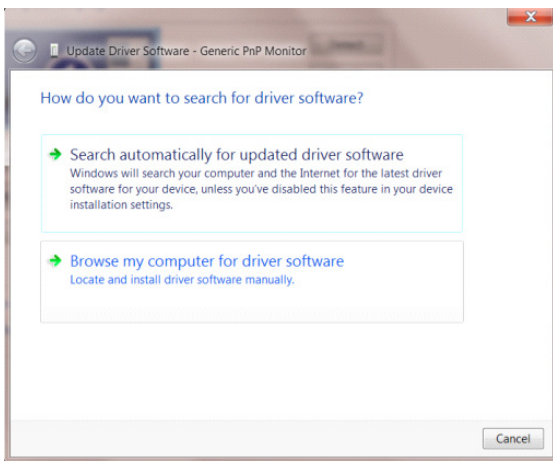 Update Driver Software - Generic PnP Monitor
How do you want to search for driver software?
Search automatically for updated driver software
Windows will search your computer and the Internet for the latest driver
software for your device, unless you've disabled this feature in your device
installation settings.
Browse my computer for driver software
Locate and install driver software manually.
Cancel